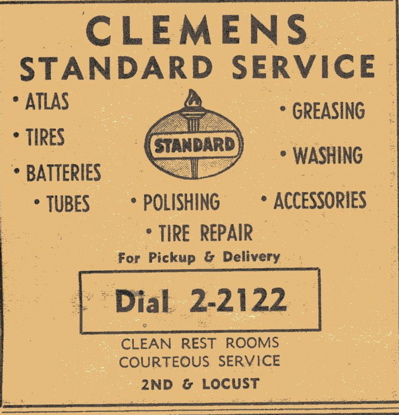 CLEMENS
STANDARD SERVICE
• ATLAS
• TIRES
• BATTERIES
• TUBES
STANDARD
• GREASING
• WASHING
• ACCESSORIES
• POLISHING
• TIRE REPAIR
For Pickup & Delivery
Dial 2-2122
CLEAN REST ROOMS
COURTEOUS SERVICE
2ND & LOCUST